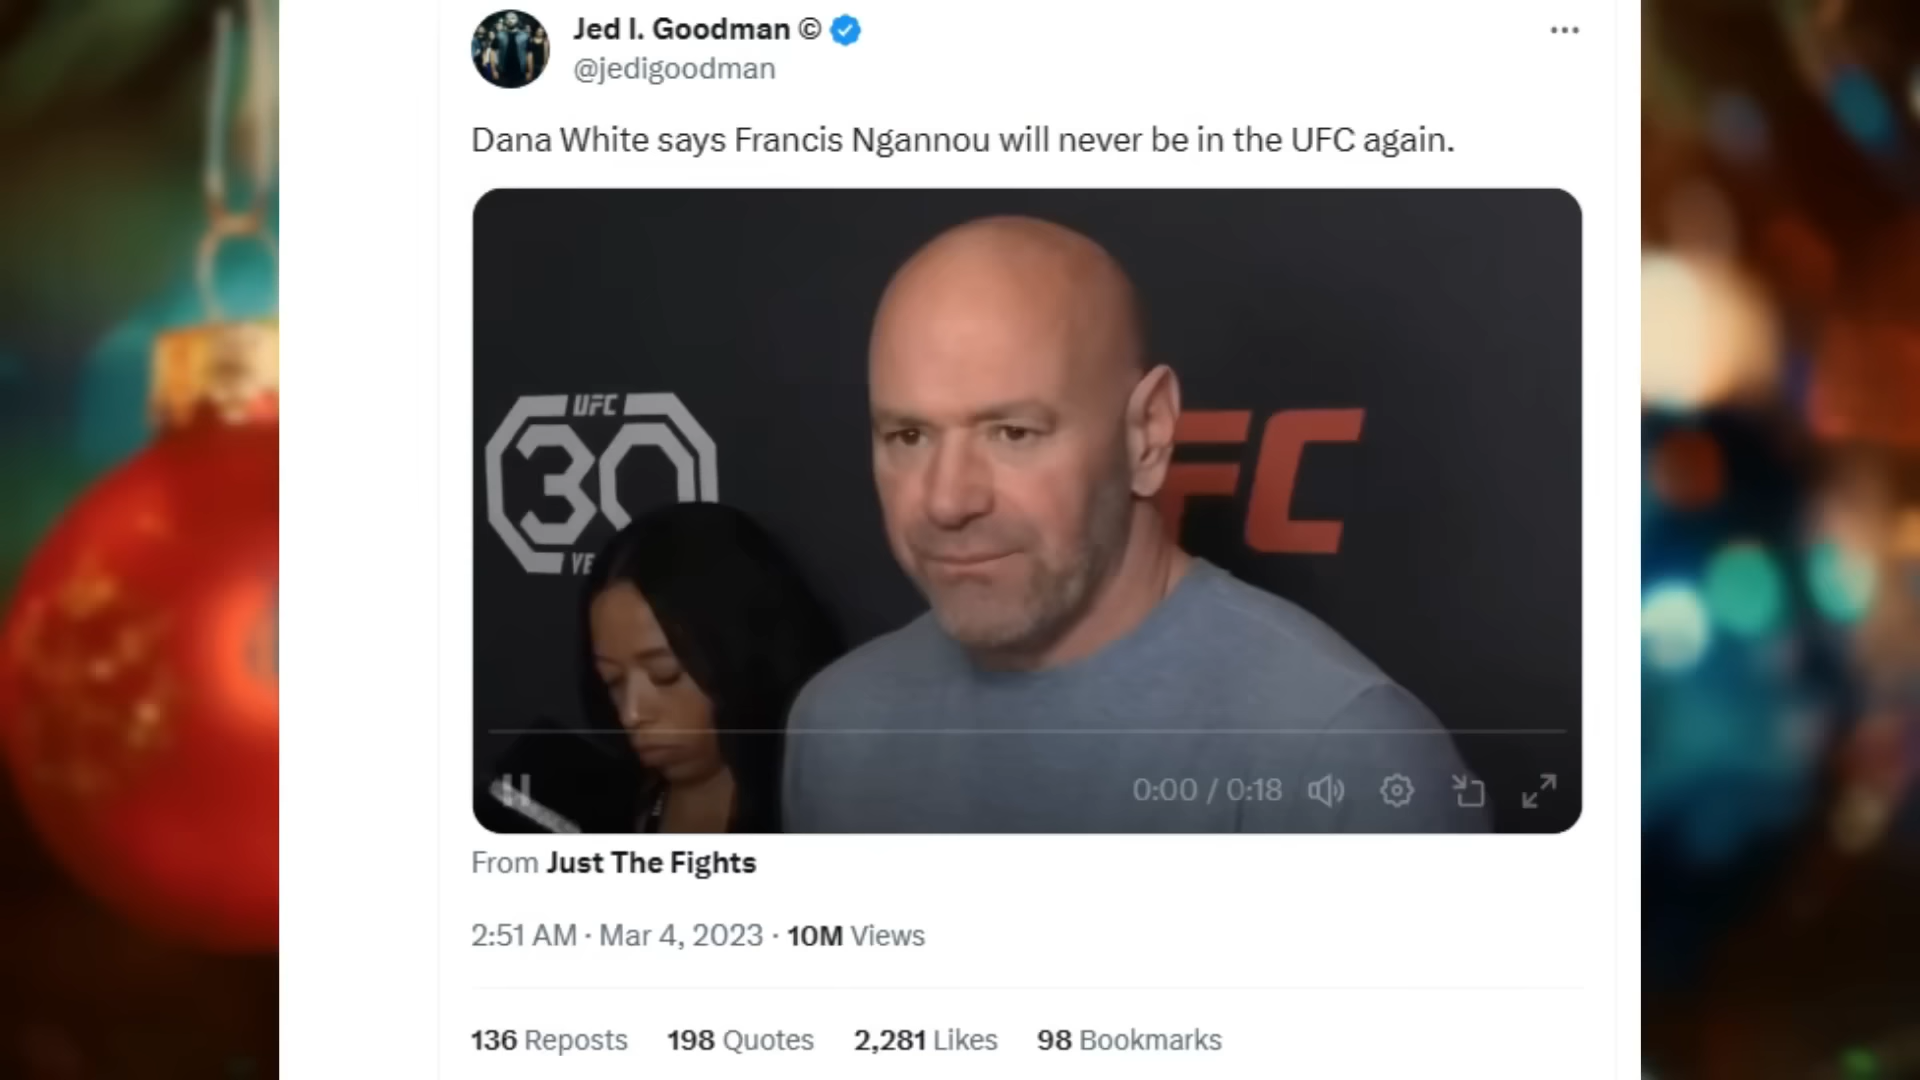 Jed I. Goodman ©
@jedigoodman
Dana White says Francis Ngannou will never be in the UFC again.
UFC
30
YE
FC
0:00 / 0:18
From Just The Fights
2:51 AM · Mar 4, 2023 · 10M Views
136 Reposts 198 Quotes 2,281 Likes 98 Bookmarks